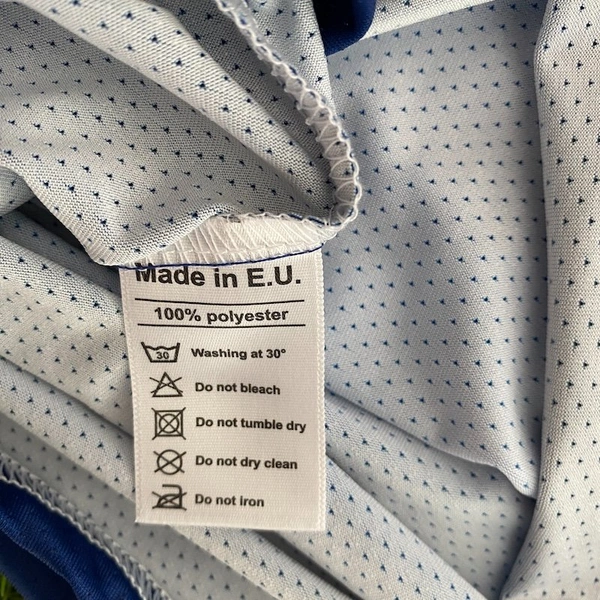 Made in E.U.
100% polyester
30 Washing at 30°
Do not bleach
Do not tumble dry
Do not dry clean
Do not iron